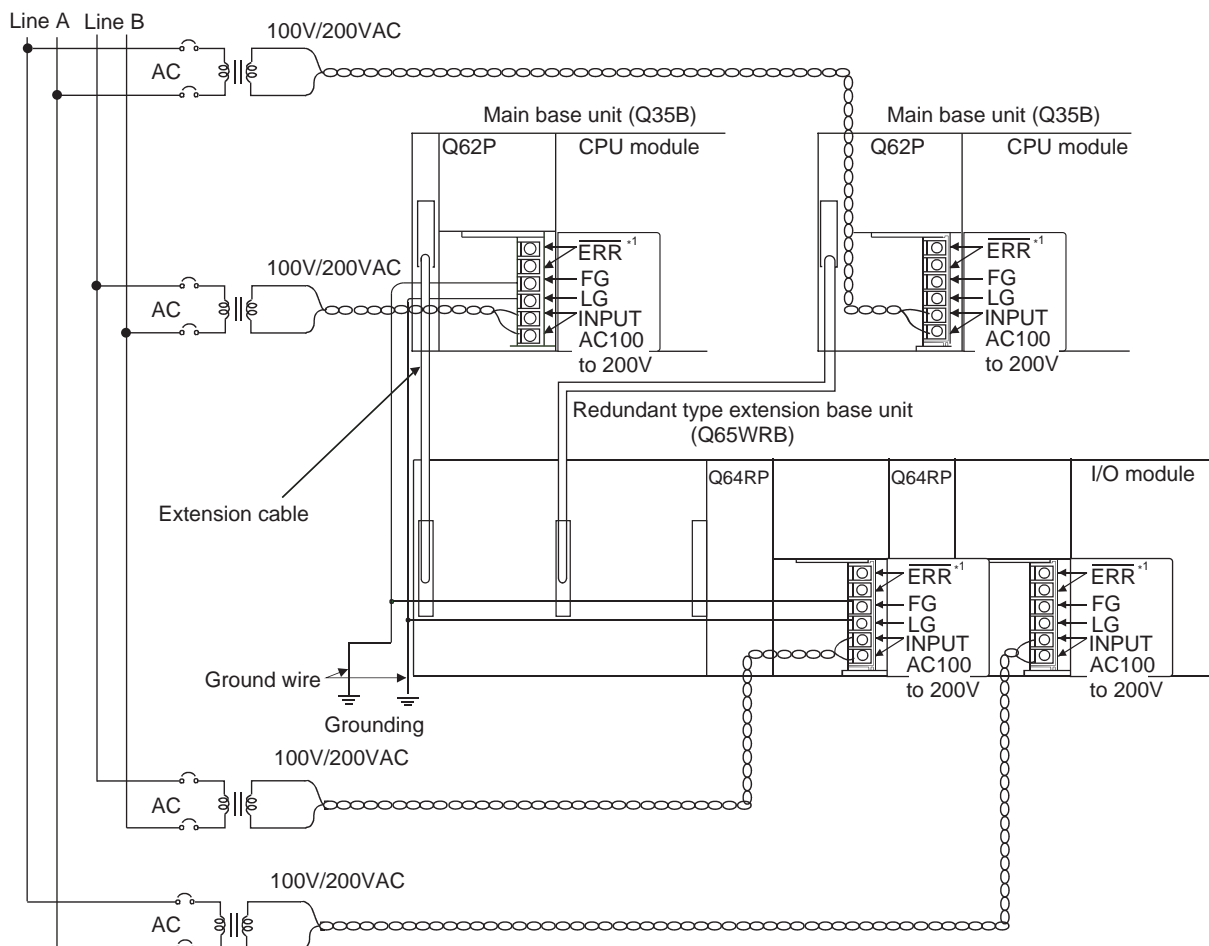 Line A Line B
100V/200VAC
AC
Main base unit (Q35B)
Q62P CPU module
ERR *1
FG
LG
INPUT
AC100
to 200V
Main base unit (Q35B)
Q62P CPU module
ERR *1
FG
LG
INPUT
AC100
to 200V
100V/200VAC
AC
Redundant type extension base unit
(Q65WRB)
Extension cable
Q64RP Q64RP I/O module
ERR *1
FG
LG
INPUT
AC100
to 200V
ERR *1
FG
LG
INPUT
AC100
to 200V
Ground wire
Grounding
100V/200VAC
AC
100V/200VAC
AC